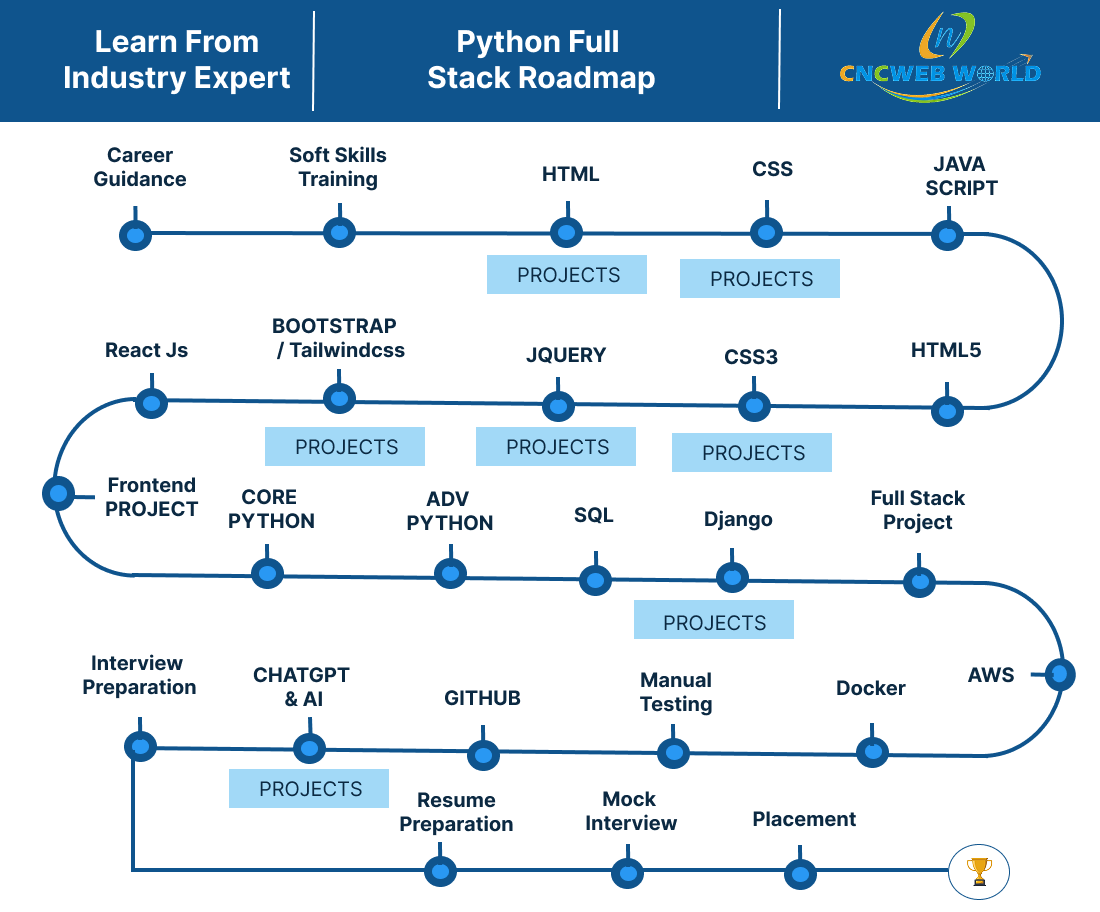 Learn From
Industry Expert
Python Full
Stack Roadmap
n
CNCWEB WORLD
Career
Guidance
Soft Skills
Training
HTML
CSS
JAVA
SCRIPT
PROJECTS
PROJECTS
React Js
BOOTSTRAP
/ Tailwindcss
JQUERY
CSS3
HTML5
PROJECTS
PROJECTS
PROJECTS
Frontend
PROJECT
CORE
PYTHON
ADV
PYTHON
SQL
Django
Full Stack
Project
PROJECTS
Interview
Preparation
CHATGPT
& AI
GITHUB
Manual
Testing
Docker
AWS
PROJECTS
Resume
Preparation
Mock
Interview
Placement